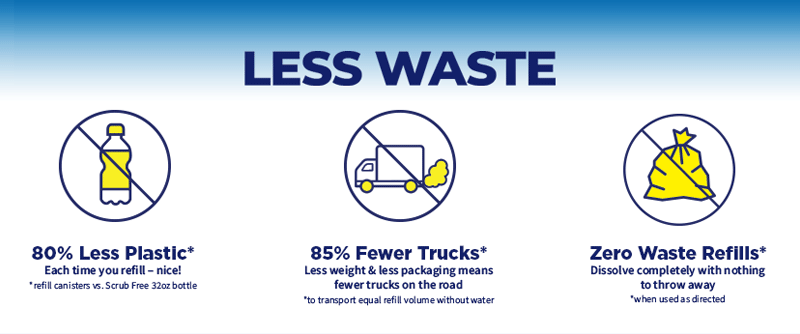 LESS WASTE
80% Less Plastic*
Each time you refill – nice!
*refill canisters vs. Scrub Free 32oz bottle
85% Fewer Trucks*
Less weight & less packaging means
fewer trucks on the road
*to transport equal refill volume without water
Zero Waste Refills*
Dissolve completely with nothing
to throw away
*when used as directed